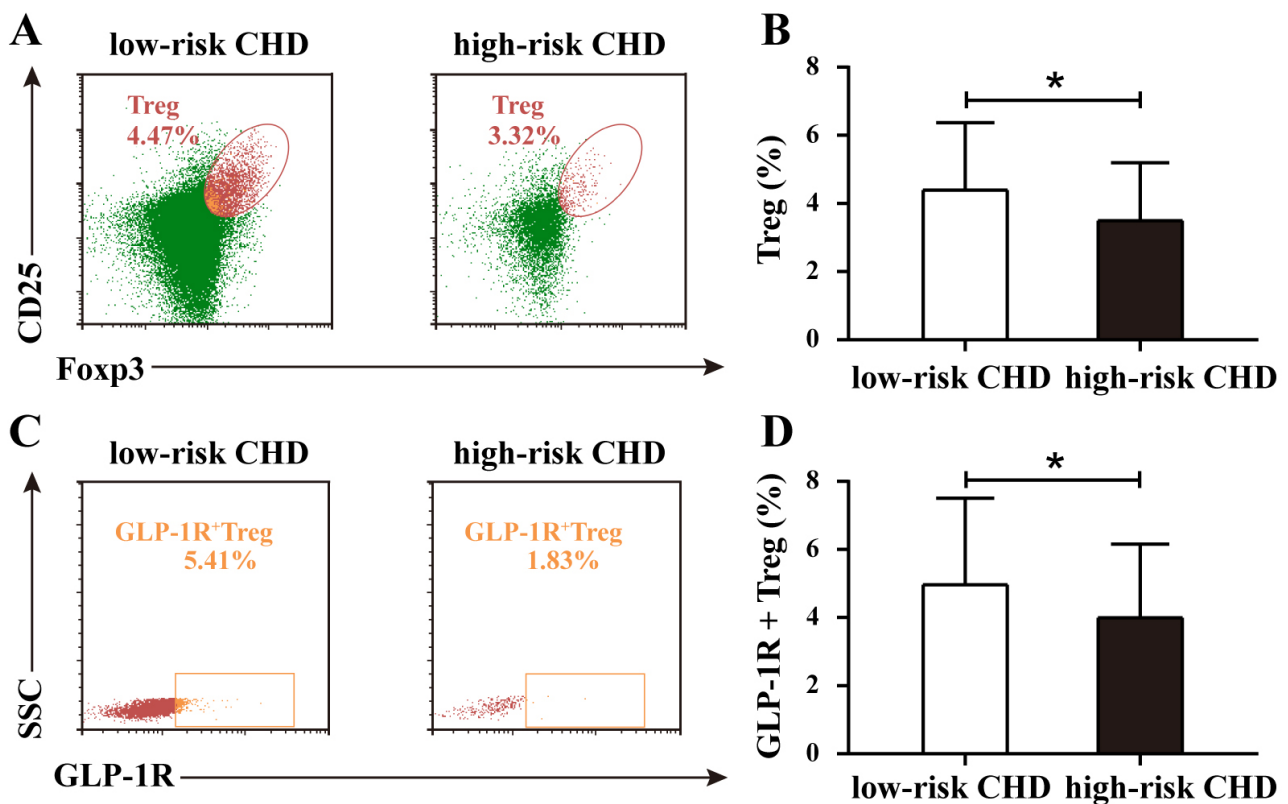 A
low-risk CHD
high-risk CHD
Treg
4.47%
Treg
3.32%
CD25
Foxp3
B
8
6
4
2
0
Treg (%)
*
low-risk CHD
high-risk CHD
C
low-risk CHD
high-risk CHD
GLP-1R⁺Treg
5.41%
GLP-1R⁺Treg
1.83%
SSC
GLP-1R
D
8
6
4
2
0
GLP-1R + Treg (%)
*
low-risk CHD
high-risk CHD